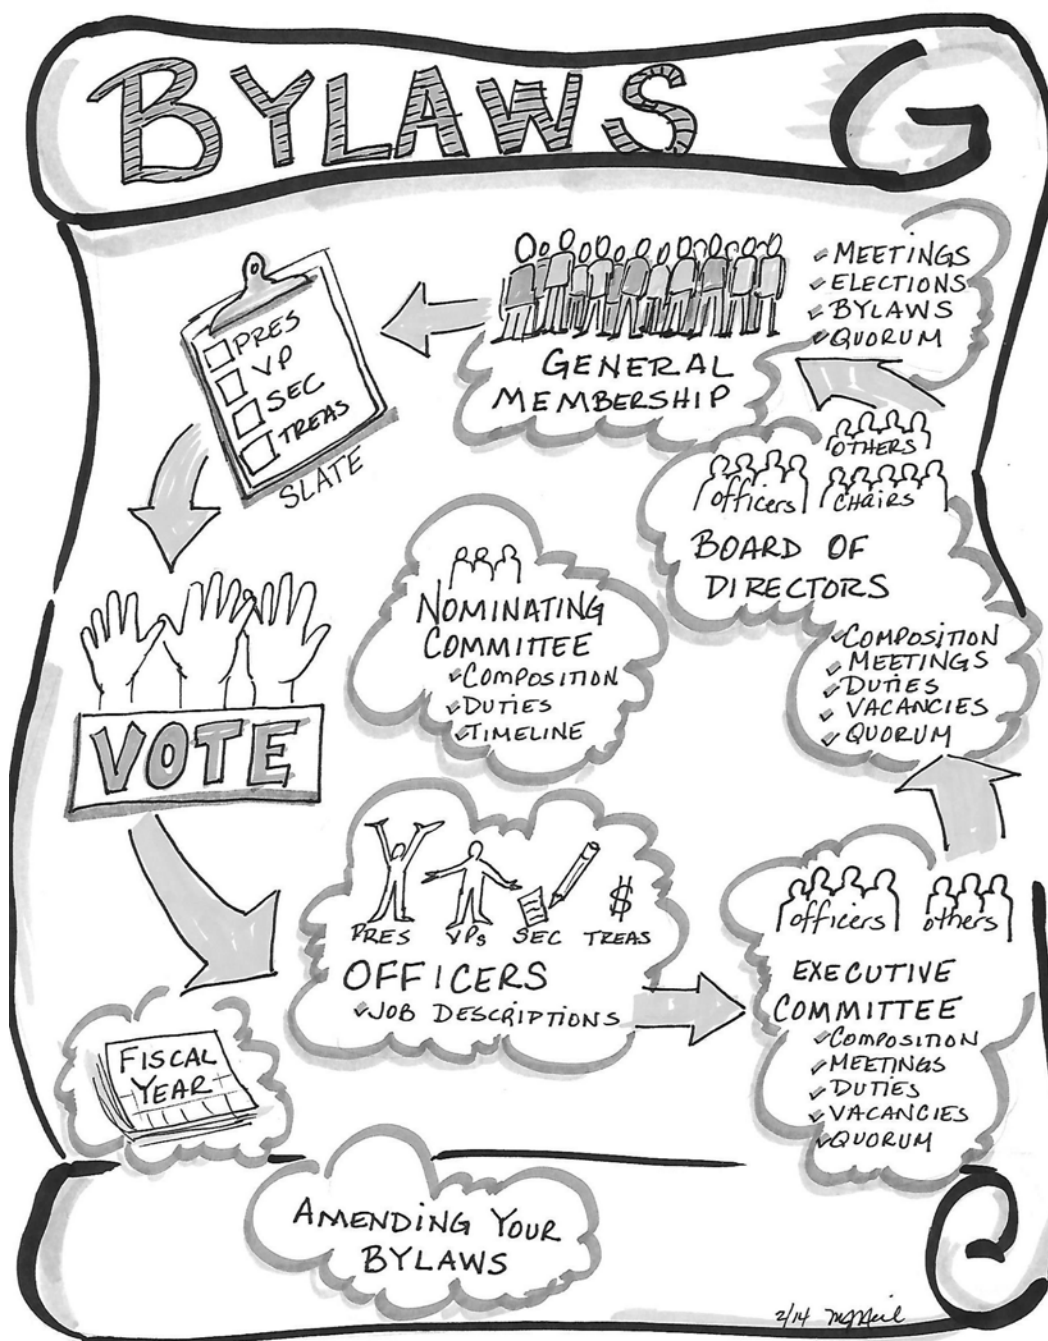 BYLAWS
PRES
VP
SEC
TREAS
SLATE
GENERAL
MEMBERSHIP
MEETINGS
ELECTIONS
BYLAWS
QUORUM
OTHERS
Officers
CHAIRS
BOARD OF
DIRECTORS
COMPOSITION
MEETINGS
DUTIES
VACANCIES
QUORUM
NOMINATING
COMMITTEE
COMPOSITION
DUTIES
TIMELINE
VOTE
PRES VPs SEC TREAS
$
OFFICERS
JOB DESCRIPTIONS
officers others
EXECUTIVE
COMMITTEE
COMPOSITION
MEETINGS
DUTIES
VACANCIES
QUORUM
FISCAL
YEAR
AMENDING YOUR
BYLAWS
2/14 McNeil